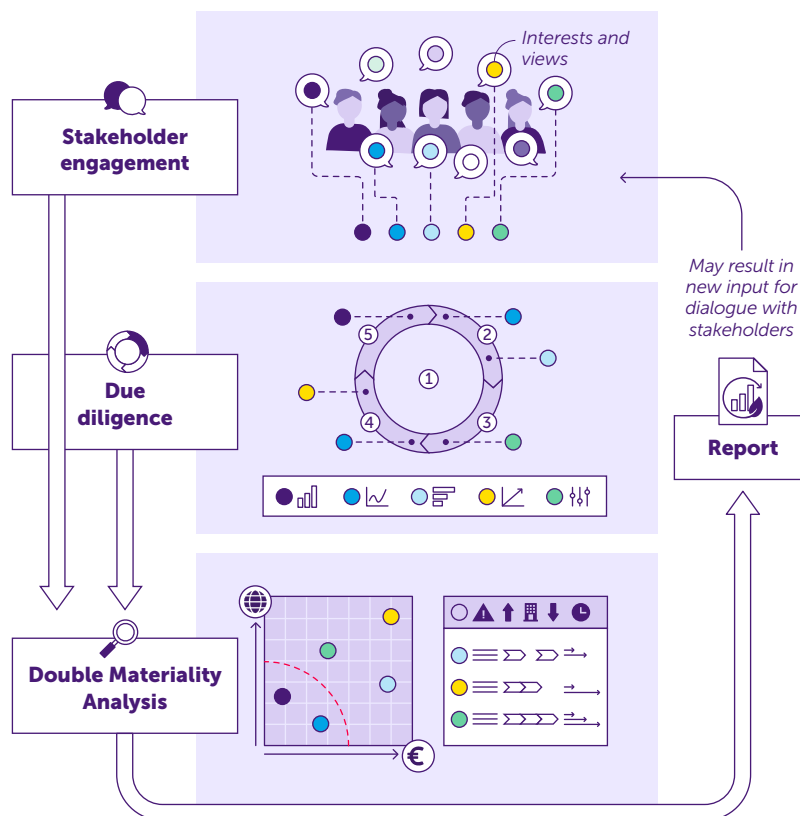 Interests and
views
Stakeholder
engagement
May result in
new input for
dialogue with
stakeholders
Due
diligence
5
2
1
4
3
Report
Double Materiality
Analysis
€